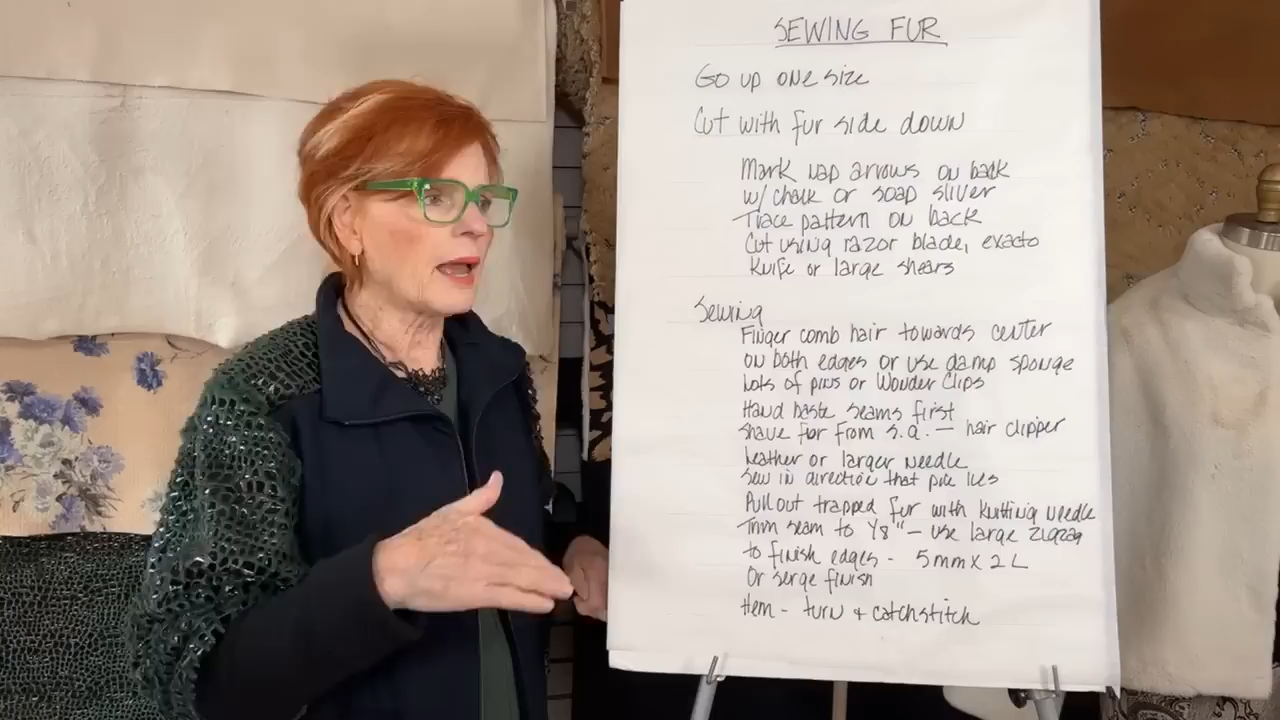 SEWING FUR
Go up one size
Cut with fur side down
Mark nap arrows on back
w/ chalk or soap sliver
Trace pattern on back
Cut using razor blade, exacto
knife or large shears
Sewing
Finger comb hair towards center
on both edges or use damp sponge
Lots of pins or Wonder Clips
Hand baste seams first
Shave fur from s.a. — hair clipper
Leather or larger needle
Sew in direction that pile lies
Pull out trapped fur with knitting needle
Trim seam to 1/8" — use large zigzag
to finish edges - 5mm x 2 L
Or serge finish
Hem - turn + catchstitch